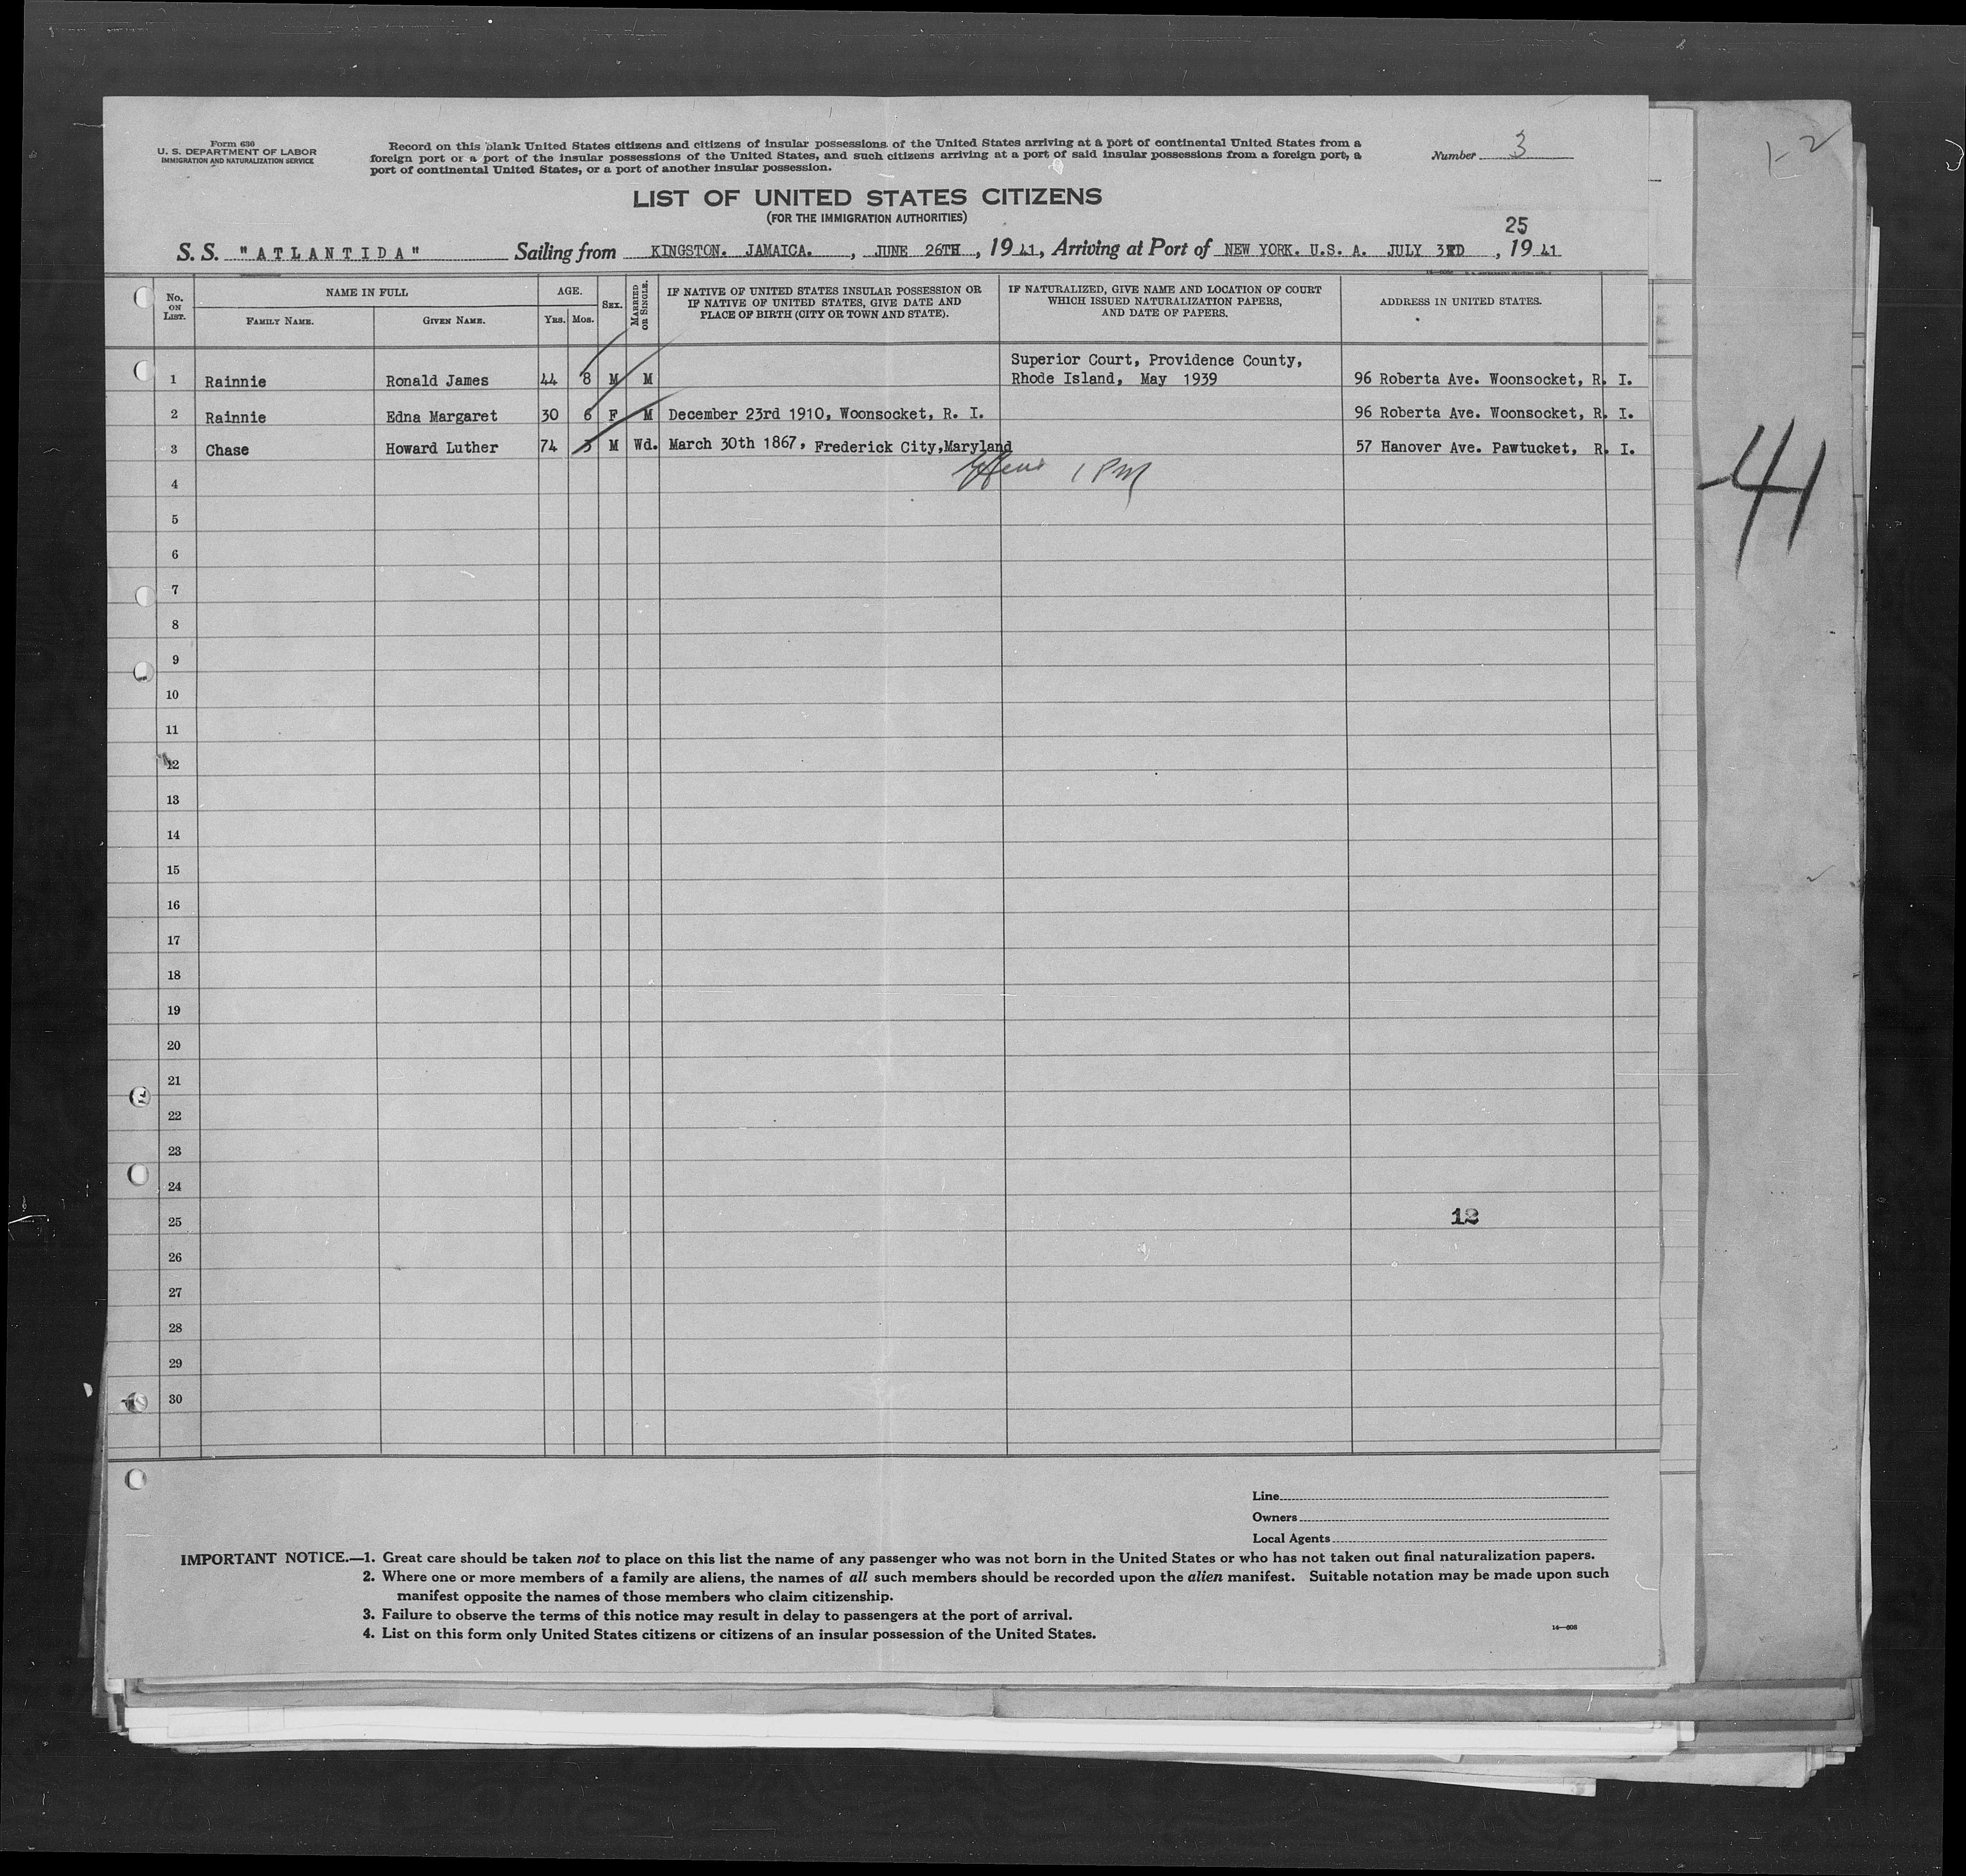 Form 630
U. S. DEPARTMENT OF LABOR
IMMIGRATION AND NATURALIZATION SERVICE
Record on this blank United States citizens and citizens of insular possessions of the United States arriving at a port of continental United States from a
foreign port or a port of the insular possessions of the United States, and such citizens arriving at a port of said insular possessions from a foreign port, a
port of continental United States, or a port of another insular possession.
Number 3
1-2
LIST OF UNITED STATES CITIZENS
(FOR THE IMMIGRATION AUTHORITIES)
25
S. S. "ATLANTIDA" Sailing from KINGSTON. JAMAICA. , JUNE 26TH , 1941, Arriving at Port of NEW YORK. U.S. A. JULY 3RD , 1941
No. ON LIST. NAME IN FULL AGE. SEX. MARRIED OR SINGLE. IF NATIVE OF UNITED STATES INSULAR POSSESSION OR IF NATIVE OF UNITED STATES, GIVE DATE AND PLACE OF BIRTH (CITY OR TOWN AND STATE). IF NATURALIZED, GIVE NAME AND LOCATION OF COURT WHICH ISSUED NATURALIZATION PAPERS, AND DATE OF PAPERS. ADDRESS IN UNITED STATES.
FAMILY NAME. GIVEN NAME. YRS. MOS.
Superior Court, Providence County,
1 Rainnie Ronald James 44 8 M M Rhode Island, May 1939 96 Roberta Ave. Woonsocket, R. I.
2 Rainnie Edna Margaret 30 6 F M December 23rd 1910, Woonsocket, R. I. 96 Roberta Ave. Woonsocket, R. I.
3 Chase Howard Luther 74 3 M Wd. March 30th 1867, Frederick City,Maryland 57 Hanover Ave. Pawtucket, R. I.
1 PM
-41
4
5
6
7
8
9
10
11
12
13
14
15
16
17
18
19
20
21
22
23
24
25 12
26
27
28
29
30
Line
Owners
Local Agents
IMPORTANT NOTICE.—1. Great care should be taken not to place on this list the name of any passenger who was not born in the United States or who has not taken out final naturalization papers.
2. Where one or more members of a family are aliens, the names of all such members should be recorded upon the alien manifest. Suitable notation may be made upon such
manifest opposite the names of those members who claim citizenship.
3. Failure to observe the terms of this notice may result in delay to passengers at the port of arrival.
4. List on this form only United States citizens or citizens of an insular possession of the United States.
14—608